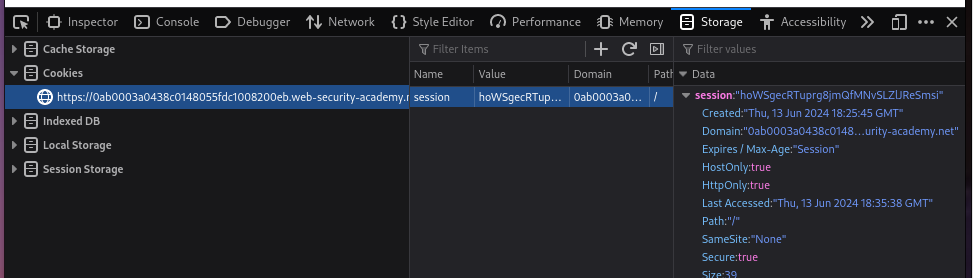 Inspector Console Debugger Network Style Editor Performance Memory Storage Accessibility
Cache Storage
Cookies
https://0ab0003a0438c0148055fdc1008200eb.web-security-academy.n
Indexed DB
Local Storage
Session Storage
Filter Items
Name Value Domain Path
session hoWSgecRTup... 0ab0003a0... /
Filter values
Data
session:"hoWSgecRTuprg8jmQfMNvSLZlJReSmsi"
Created:"Thu, 13 Jun 2024 18:25:45 GMT"
Domain:"0ab0003a0438c0148...urity-academy.net"
Expires / Max-Age:"Session"
HostOnly:true
HttpOnly:true
Last Accessed:"Thu, 13 Jun 2024 18:35:38 GMT"
Path:"/"
SameSite:"None"
Secure:true
Size:39